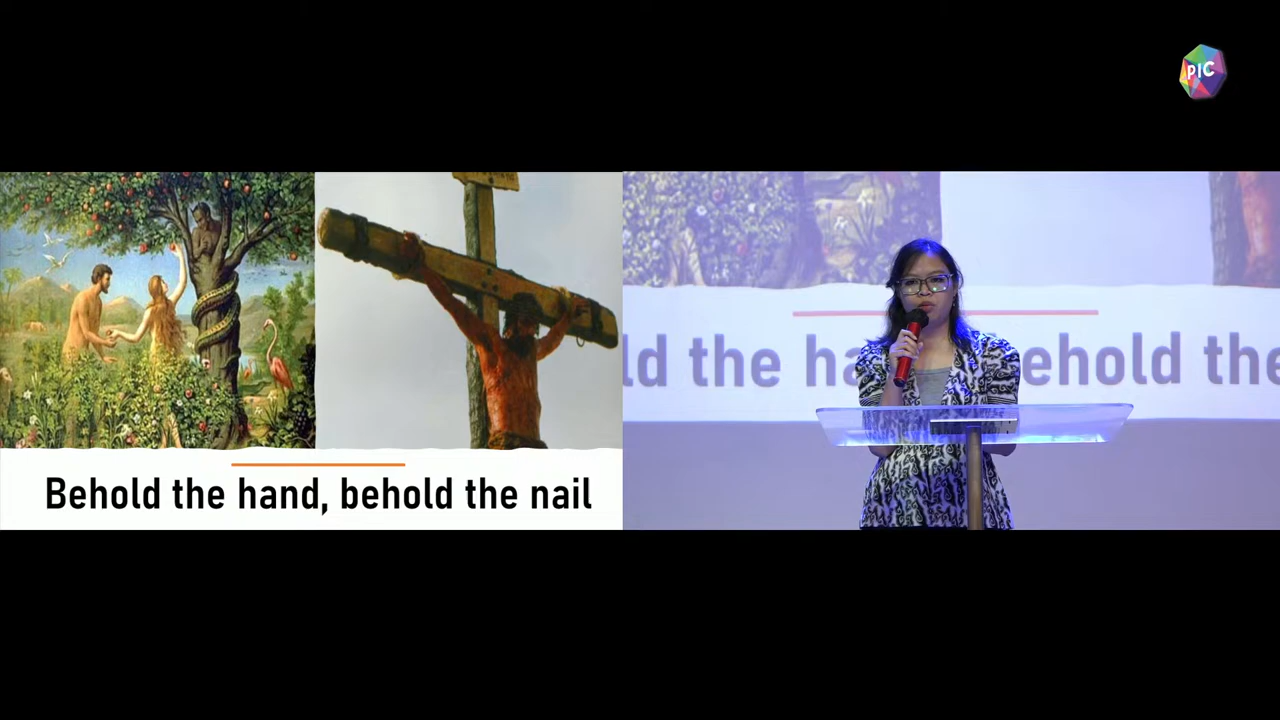 PIC
Behold the hand, behold the nail
ld the ha ehold the